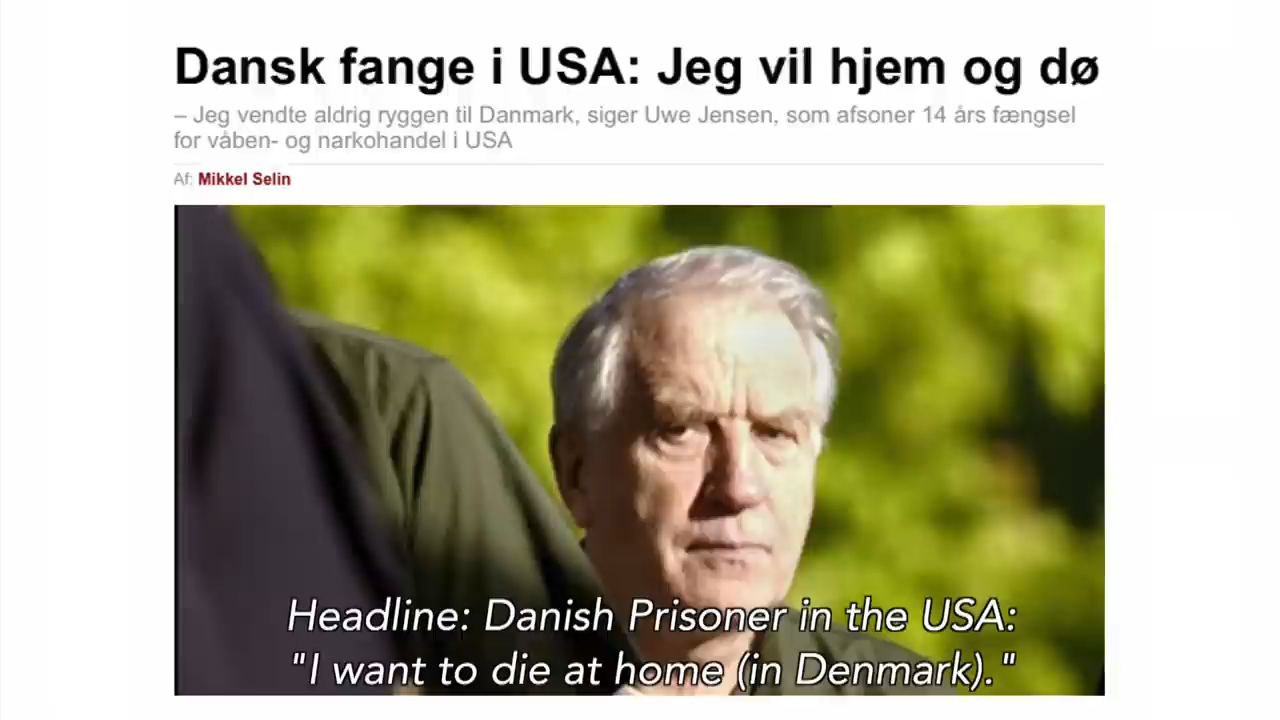 Dansk fange i USA: Jeg vil hjem og dø
– Jeg vendte aldrig ryggen til Danmark, siger Uwe Jensen, som afsoner 14 års fængsel
for våben- og narkohandel i USA
Af: Mikkel Selin
Headline: Danish Prisoner in the USA:
"I want to die at home (in Denmark)."